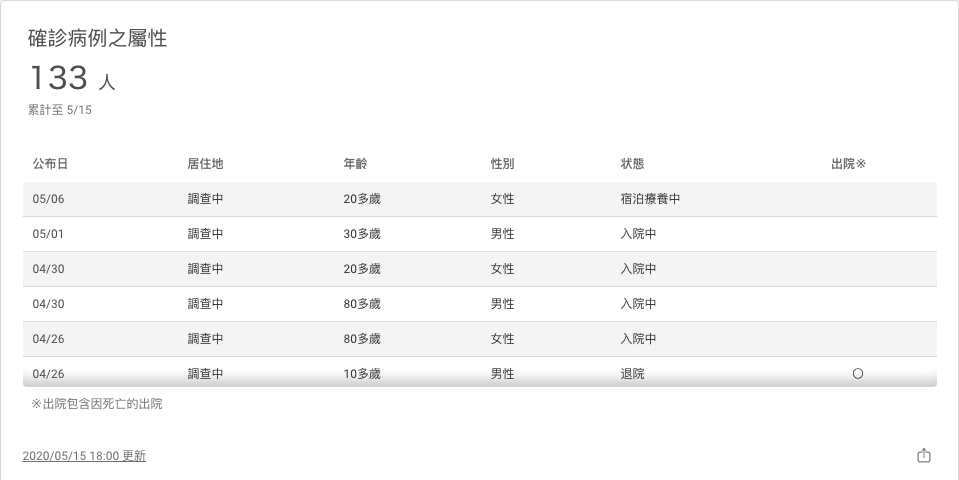 確診病例之屬性
133 人
累計至 5/15
公布日 居住地 年齡 性別 状態 出院※
05/06 調查中 20多歲 女性 宿泊療養中
05/01 調查中 30多歲 男性 入院中
04/30 調查中 20多歲 女性 入院中
04/30 調查中 80多歲 男性 入院中
04/26 調查中 80多歲 女性 入院中
04/26 調查中 10多歲 男性 退院 〇
※出院包含因死亡的出院
2020/05/15 18:00 更新